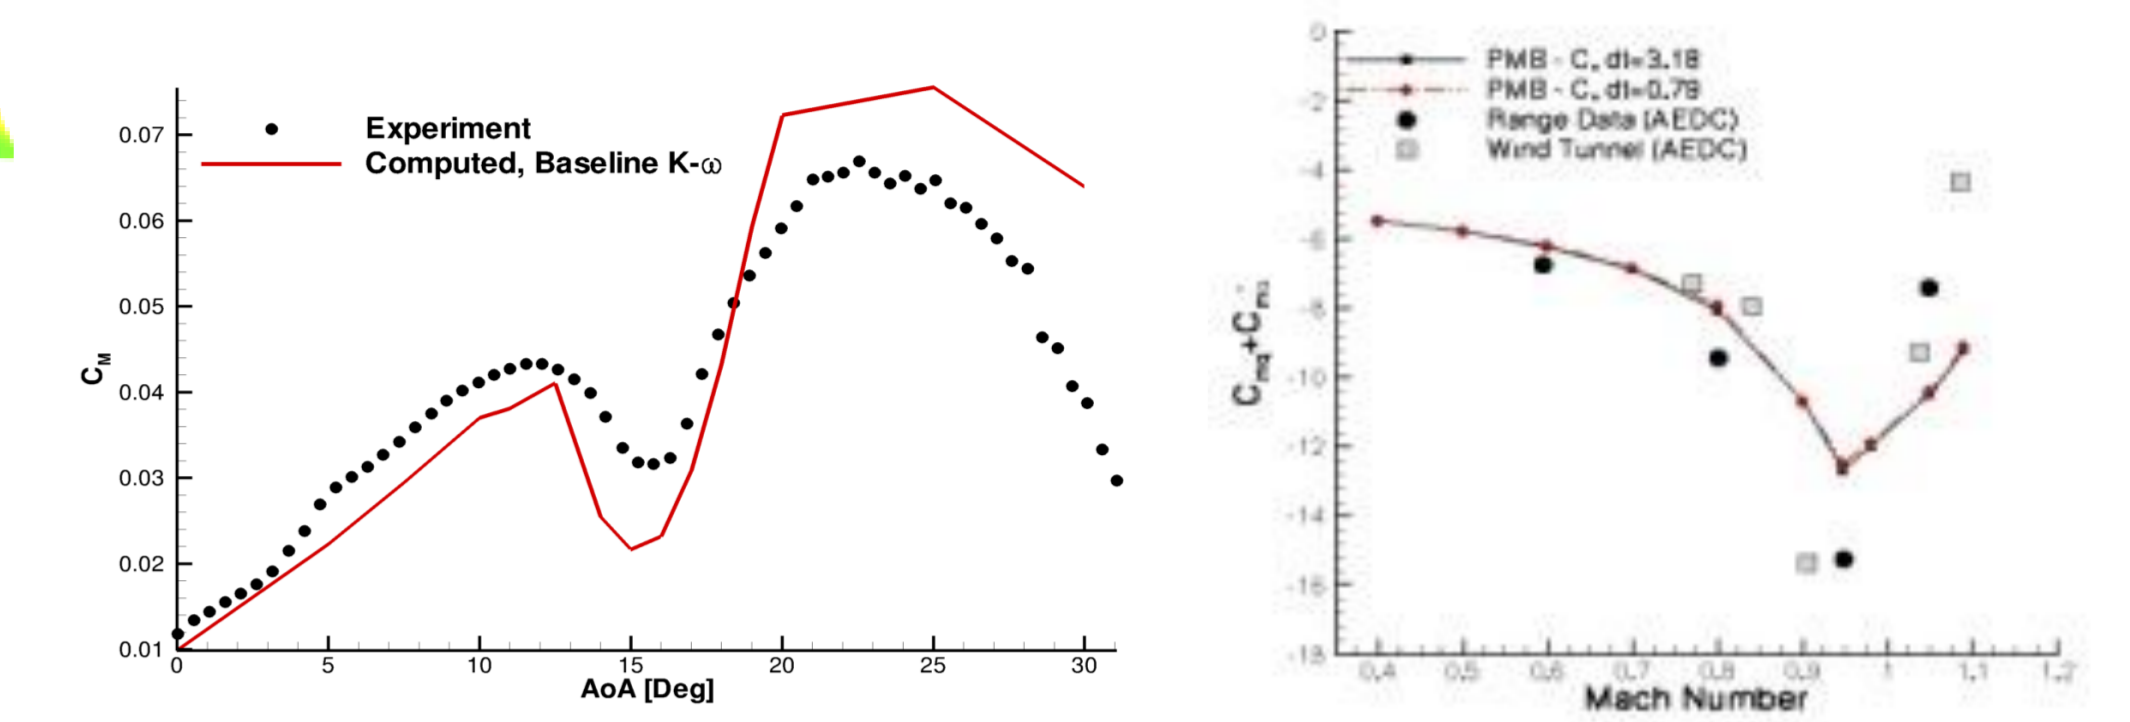 Experiment
Computed, Baseline K-ω
0.07
0.06
0.05
0.04
0.03
0.02
0.01
C_M
0 5 10 15 20 25 30
AoA [Deg]
PMB - C, dt=3.18
PMB - C, dt=0.79
Range Data (AEDC)
Wind Tunnel (AEDC)
0
-2
-4
-6
-8
-10
-12
-14
-16
-18
0.4 0.5 0.6 0.7 0.8 0.9 1 1.1 1.2
Mach Number